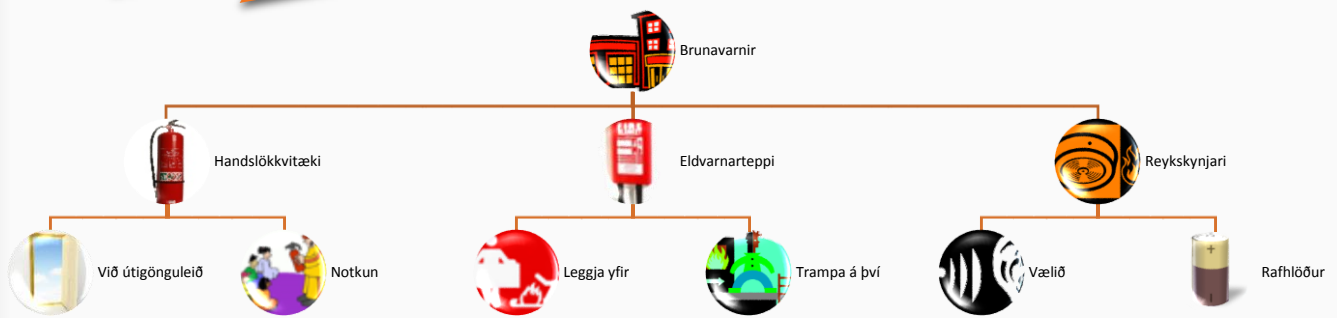 Brunavarnir
Handslökkvitæki
Eldvarnarteppi
Reykskynjari
Við útigönguleið
Notkun
Leggja yfir
Trampa á því
Vælið
Rafhlöður